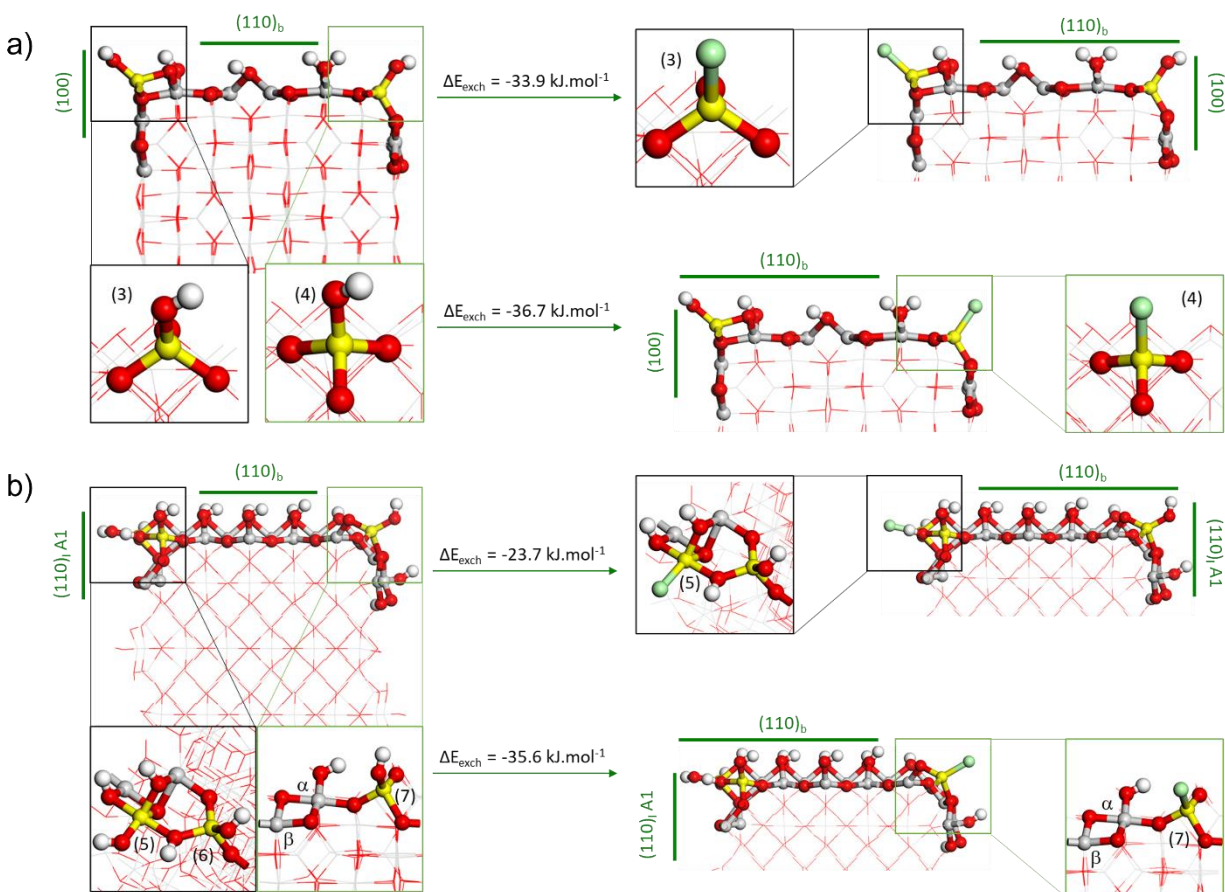 a)
(110)b
(100)
ΔEexch = -33.9 kJ.mol-1
(3)
(110)b
(100)
(3)
(4)
ΔEexch = -36.7 kJ.mol-1
(110)b
(100)
(4)
b)
(110)b
(110)l A1
ΔEexch = -23.7 kJ.mol-1
(5)
(110)b
(110)l A1
(5)
(6)
α
β
(7)
ΔEexch = -35.6 kJ.mol-1
(110)b
(110)l A1
α
β
(7)